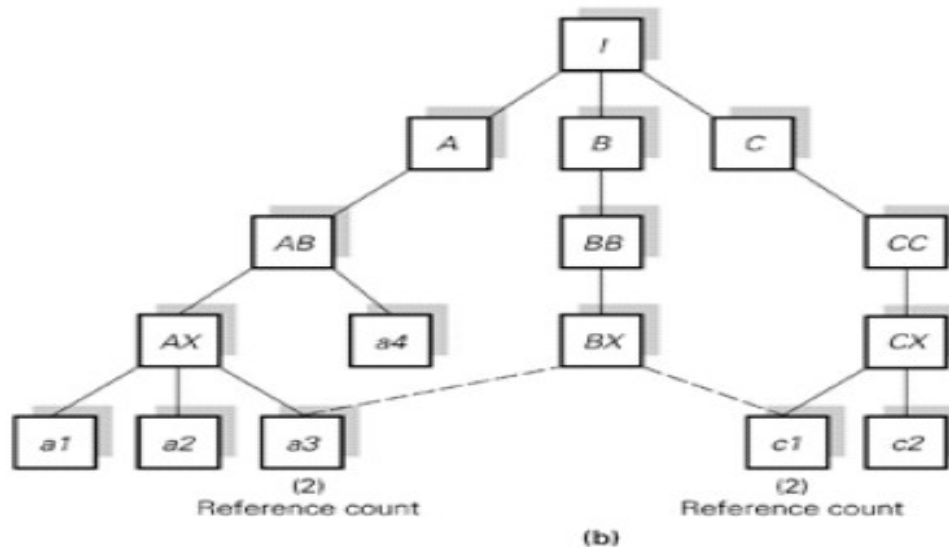 I
A B C
AB BB CC
AX a4 BX CX
a1 a2 a3 c1 c2
(2) (2)
Reference count Reference count
(b)